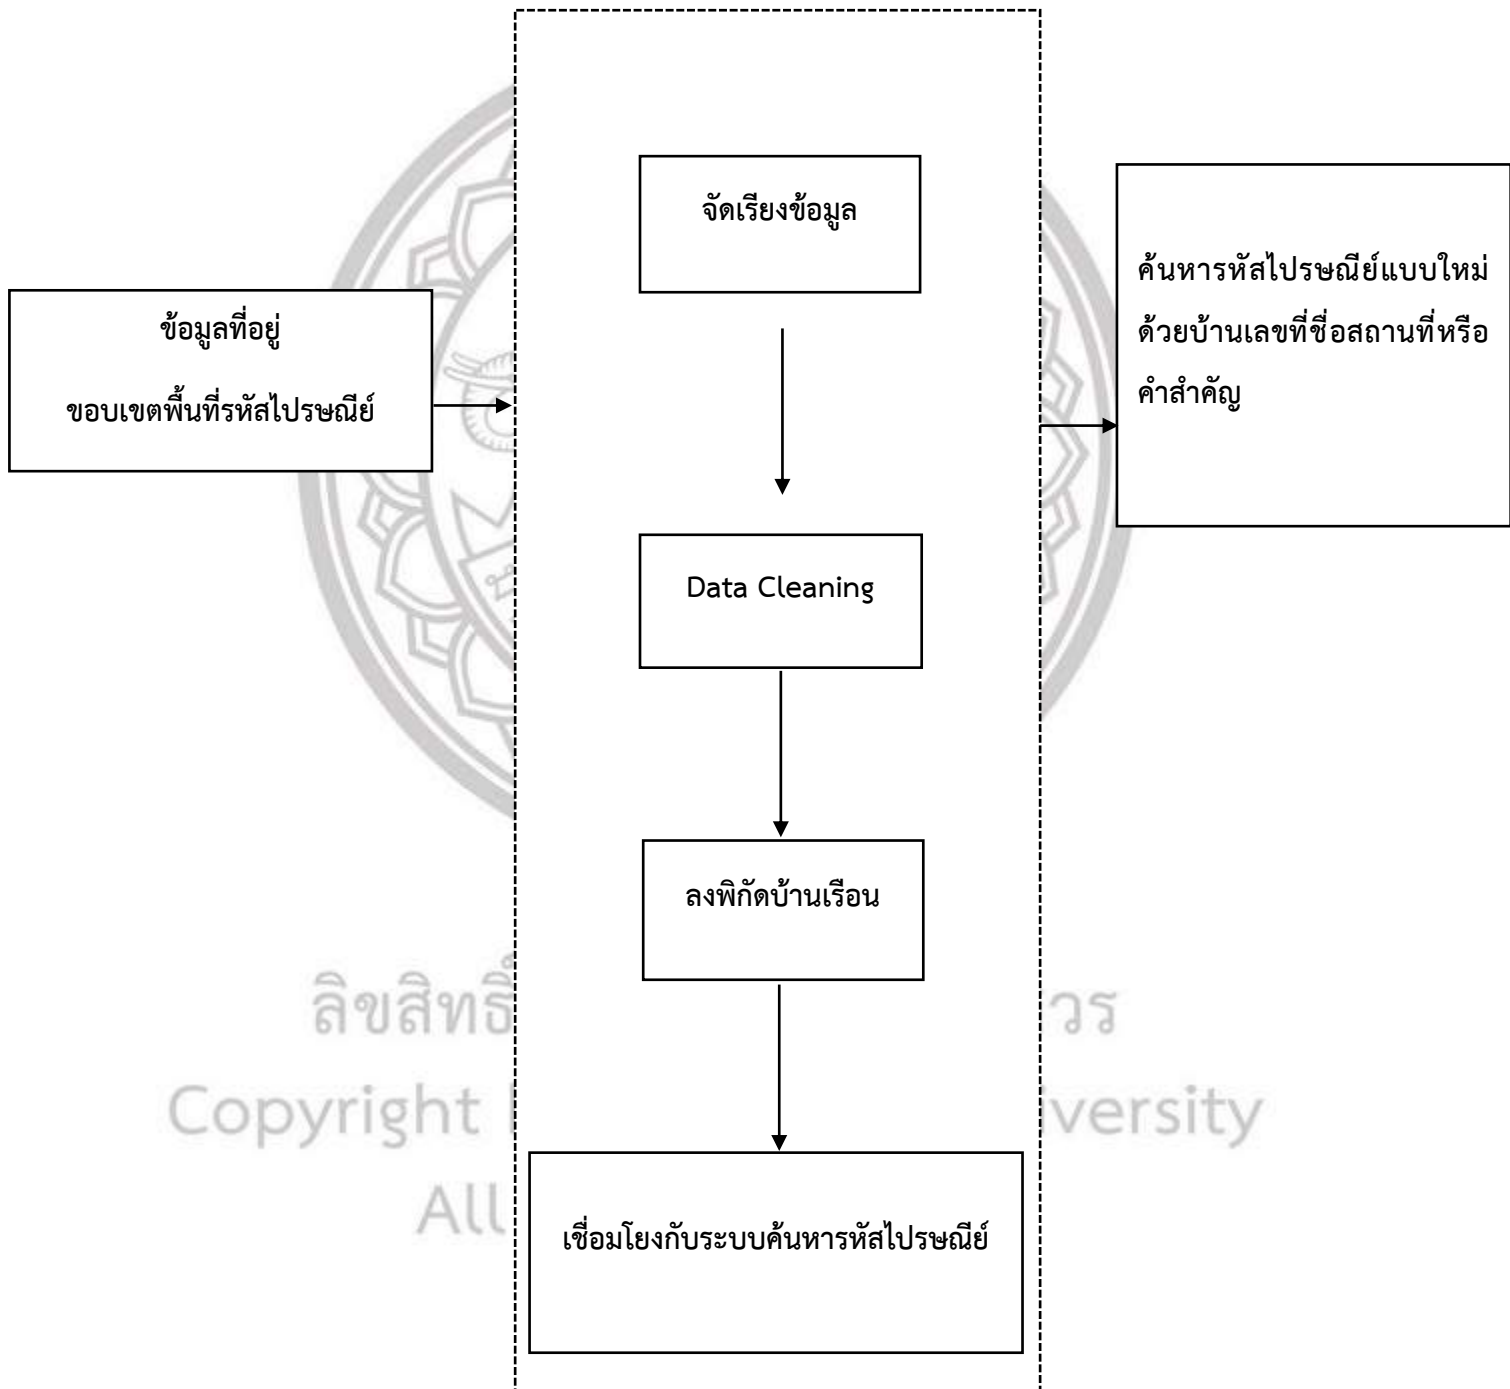 จัดเรียงข้อมูล
ข้อมูลที่อยู่
ขอบเขตพื้นที่รหัสไปรษณีย์
ค้นหารหัสไปรษณีย์แบบใหม่
ด้วยบ้านเลขที่ชื่อสถานที่หรือ
คำสำคัญ
Data Cleaning
ลงพิกัดบ้านเรือน
เชื่อมโยงกับระบบค้นหารหัสไปรษณีย์
ลิขสิทธิ์ วร
Copyright iversity
All